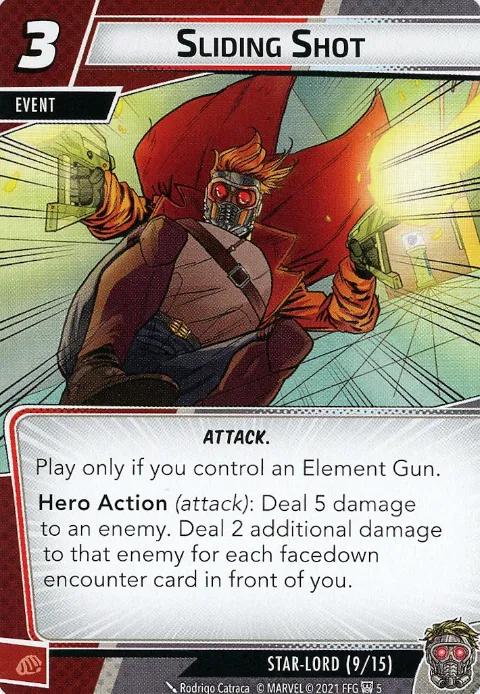 3
SLIDING SHOT
EVENT
ATTACK.
Play only if you control an Element Gun.
Hero Action (attack): Deal 5 damage
to an enemy. Deal 2 additional damage
to that enemy for each facedown
encounter card in front of you.
STAR-LORD (9/15)
Rodrigo Catraca © MARVEL © 2021 FFG 5